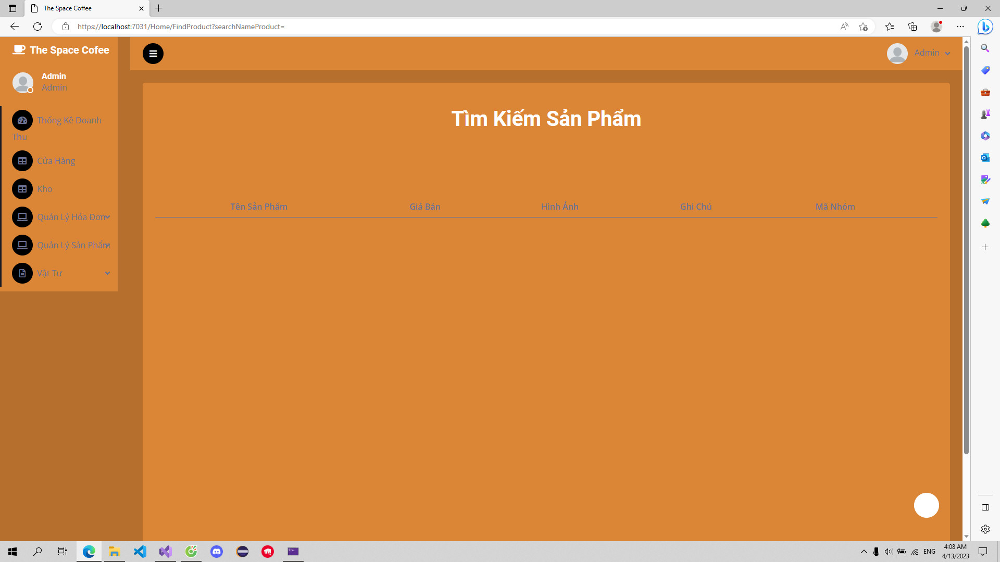 The Space Coffee
https://localhost:7031/Home/FindProduct?searchNameProduct=
The Space Cofee
Admin
Admin
Admin
Thống Kê Doanh
Thu
Cửa Hàng
Kho
Quản Lý Hóa Đơn
Quản Lý Sản Phẩm
Vật Tư
Tìm Kiếm Sản Phẩm
Tên Sản Phẩm Giá Bán Hình Ảnh Ghi Chú Mã Nhóm
ENG
4:08 AM
4/13/2023